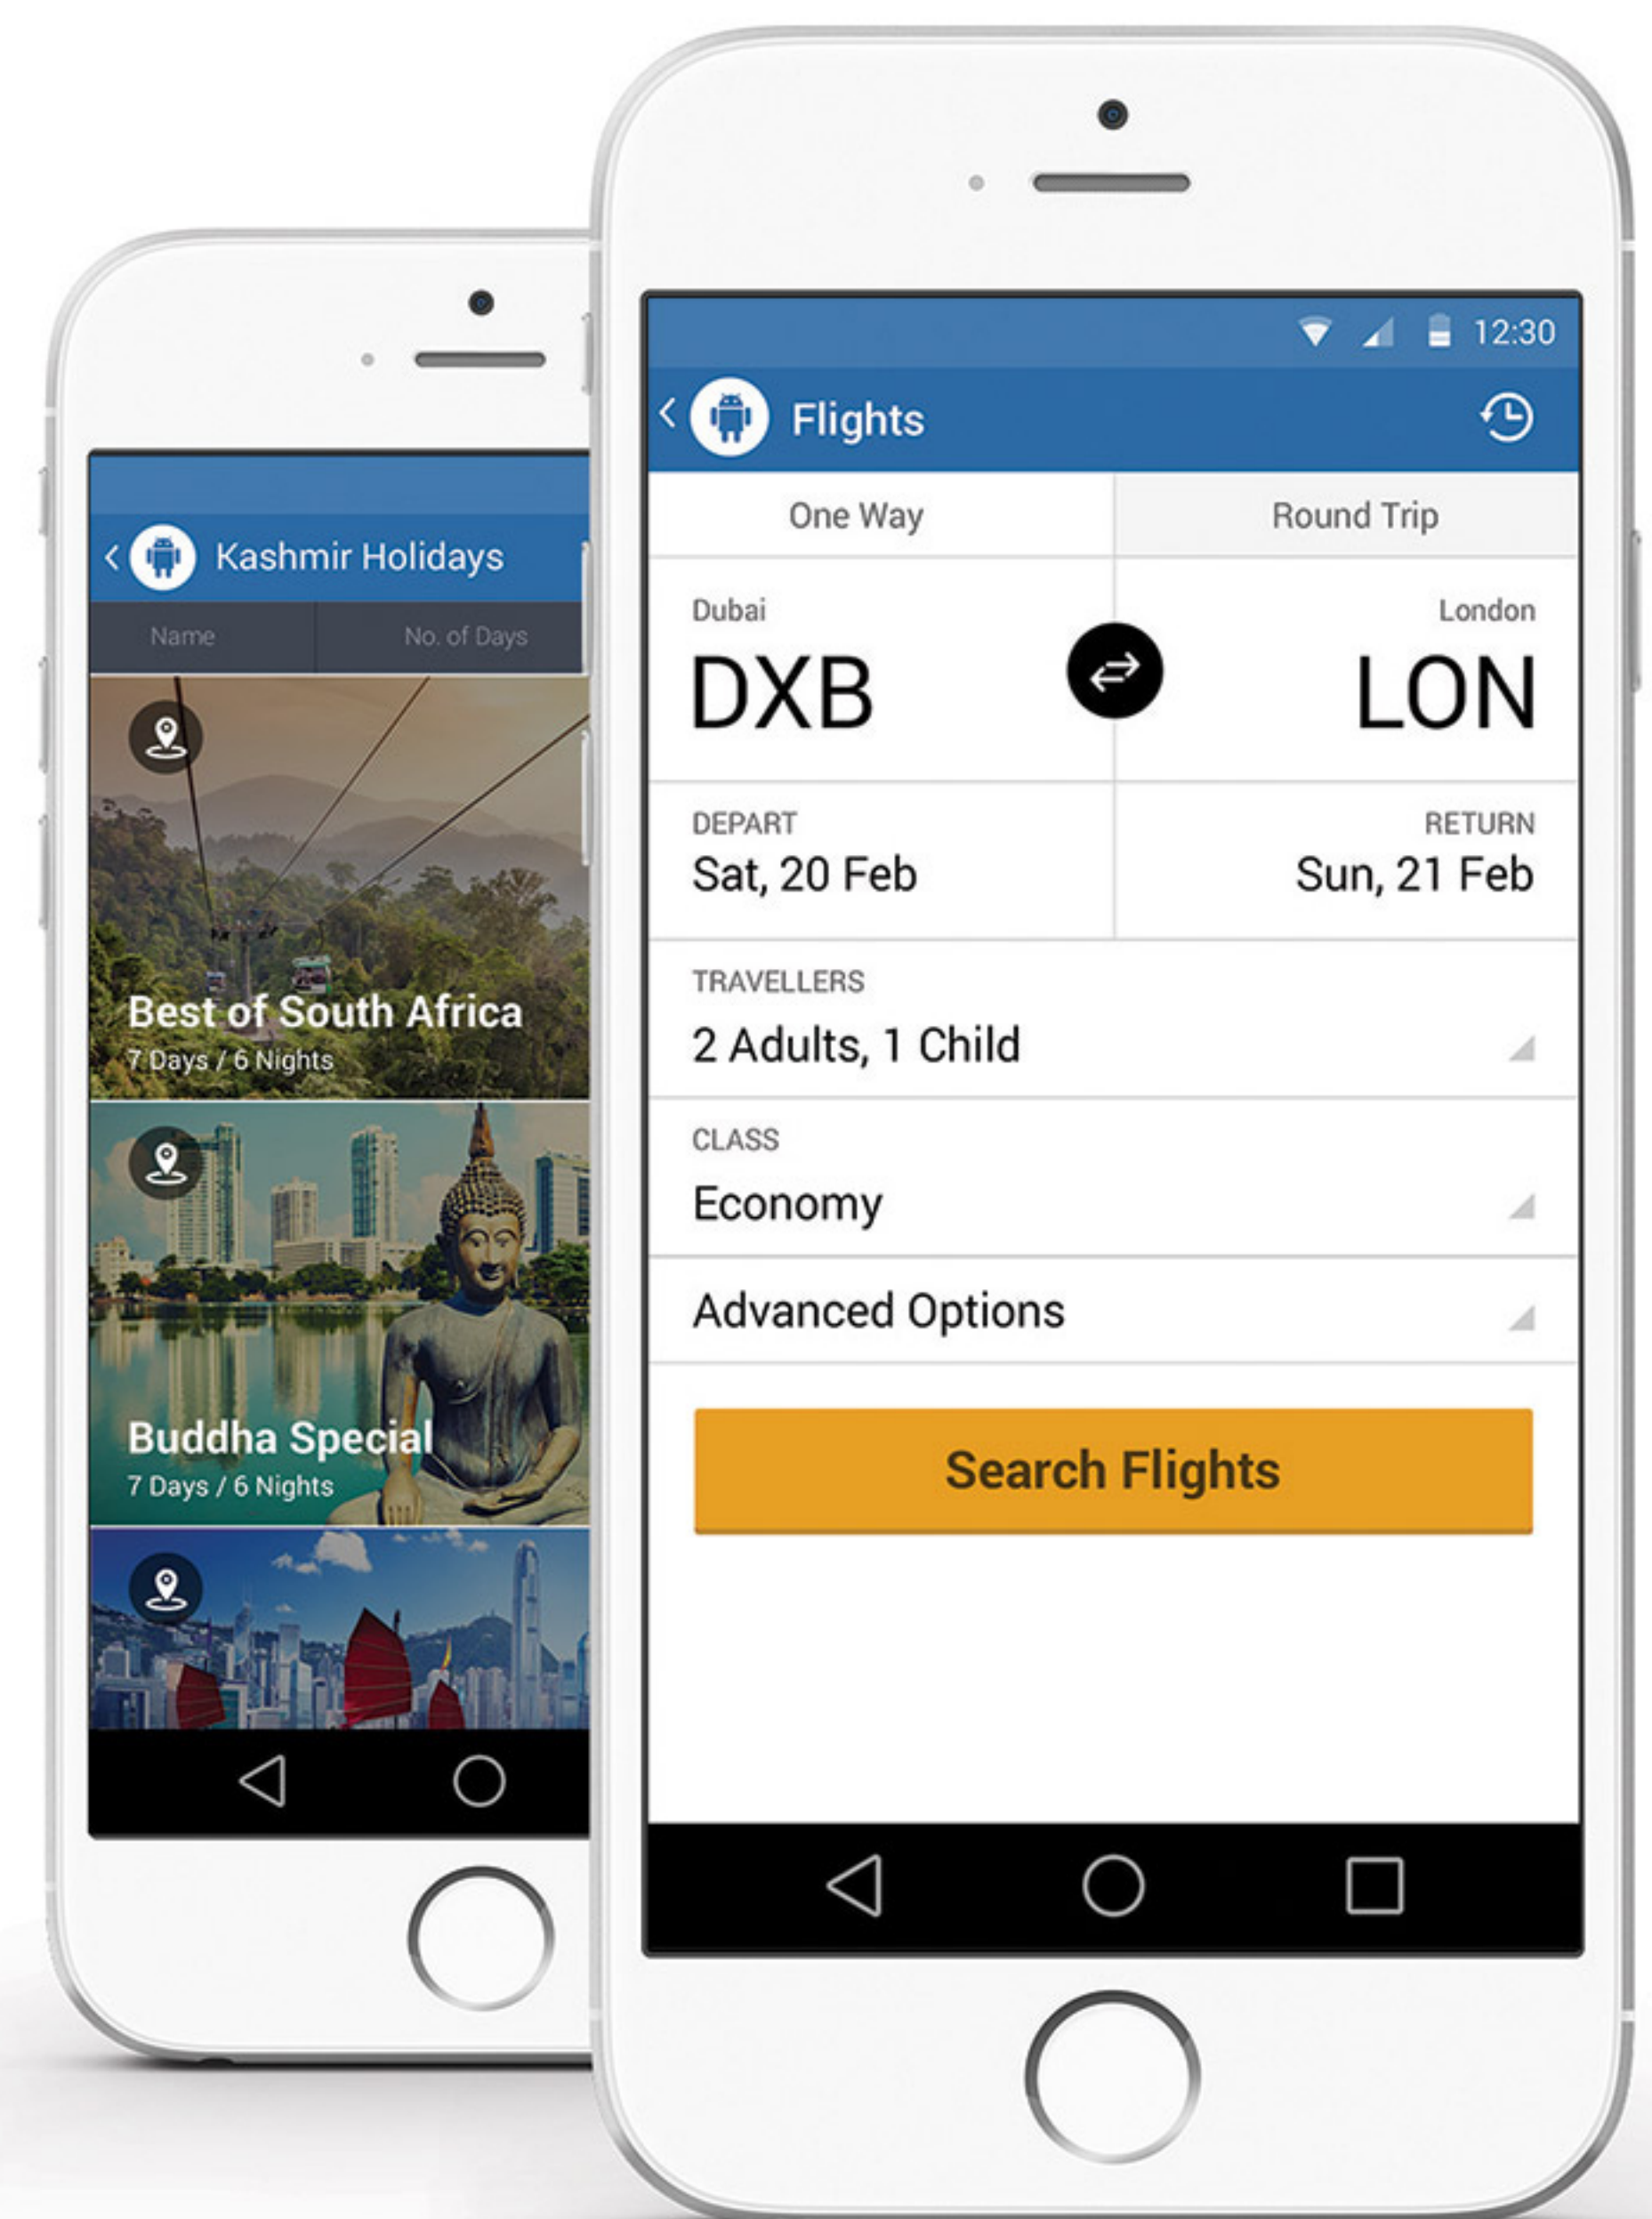 Kashmir Holidays
Name No. of Days
Best of South Africa
7 Days / 6 Nights
Buddha Special
7 Days / 6 Nights
12:30
Flights
One Way Round Trip
Dubai London
DXB LON
DEPART RETURN
Sat, 20 Feb Sun, 21 Feb
TRAVELLERS
2 Adults, 1 Child
CLASS
Economy
Advanced Options
Search Flights